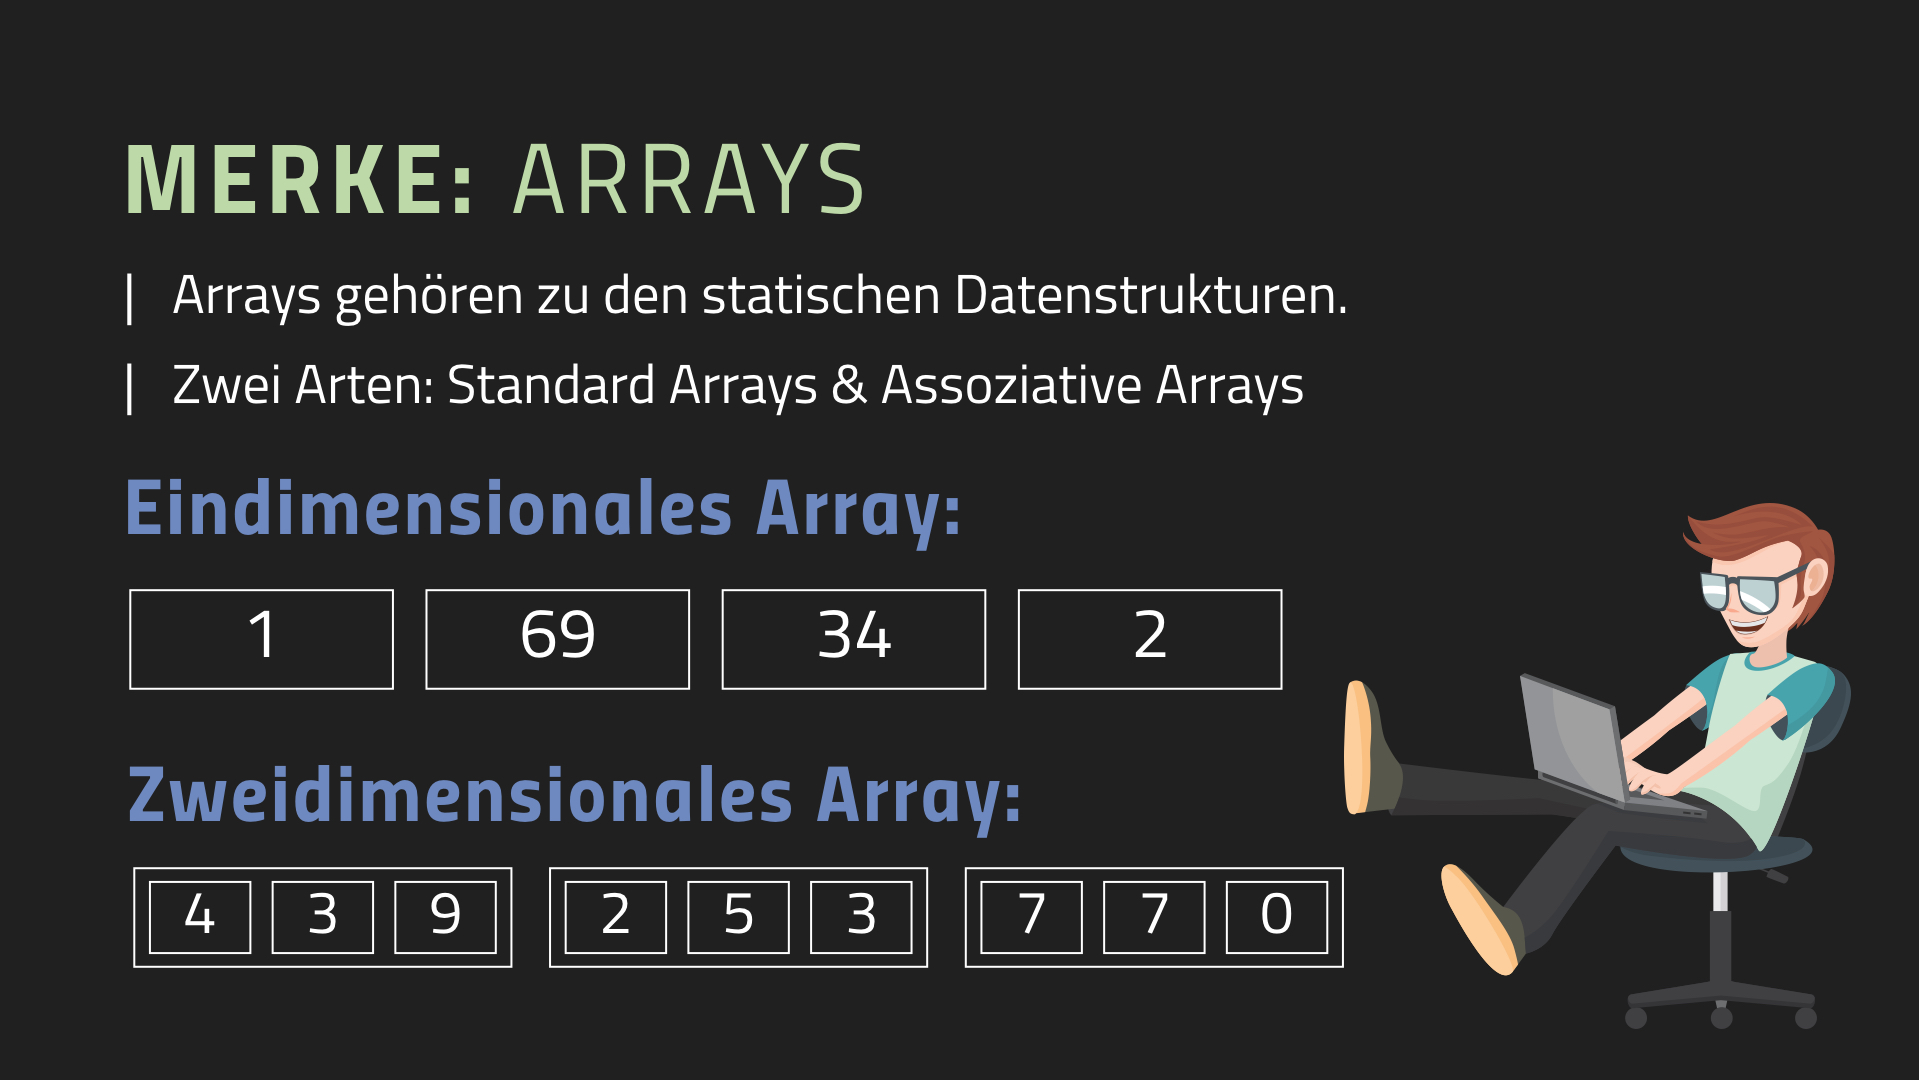 MERKE: ARRAYS
| Arrays gehören zu den statischen Datenstrukturen.
| Zwei Arten: Standard Arrays & Assoziative Arrays
Eindimensionales Array:
1 69 34 2
Zweidimensionales Array:
4 3 9 2 5 3 7 7 0